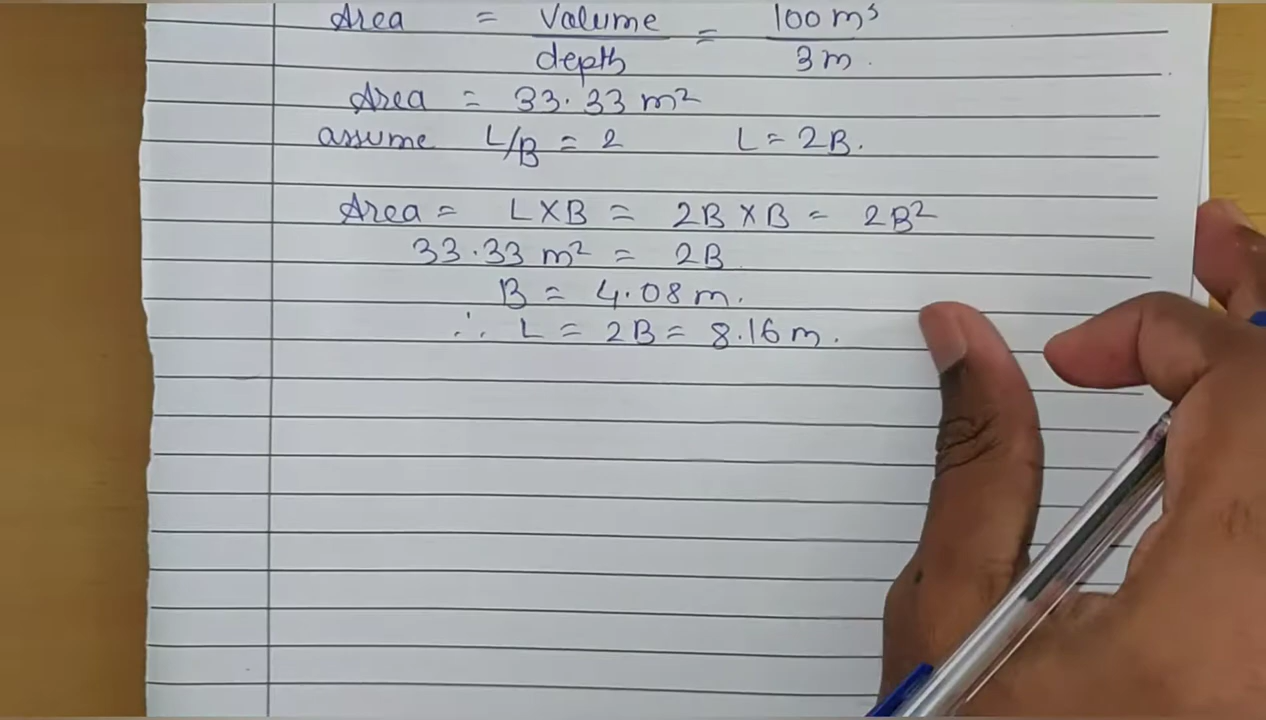 Area = Valume / depth = 100 m³ / 3 m.
Area = 33.33 m²
assume L/B = 2 L = 2B.
Area = L X B = 2B X B = 2B²
33.33 m² = 2B
B = 4.08 m.
∴ L = 2B = 8.16 m.